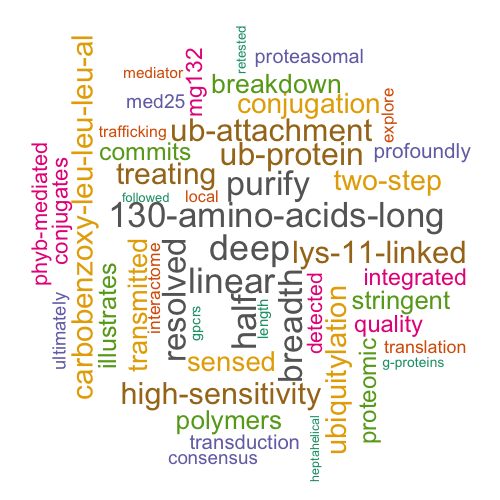 retested
proteasomal
mediator
mg132
breakdown
med25
conjugation
explore
trafficking
ub-attachment
commits
ub-protein
profoundly
treating
purify
two-step
followed
local
130-amino-acids-long
carbobenzoxy-leu-leu-leu-al
phyb-mediated
conjugates
deep
lys-11-linked
linear
integrated
transmitted
interactome
resolved
gpcrs
half
length
breadth
detected
ubiquitylation
stringent
quality
ultimately
illustrates
sensed
translation
g-proteins
proteomic
high-sensitivity
polymers
transduction
consensus
heptahelical